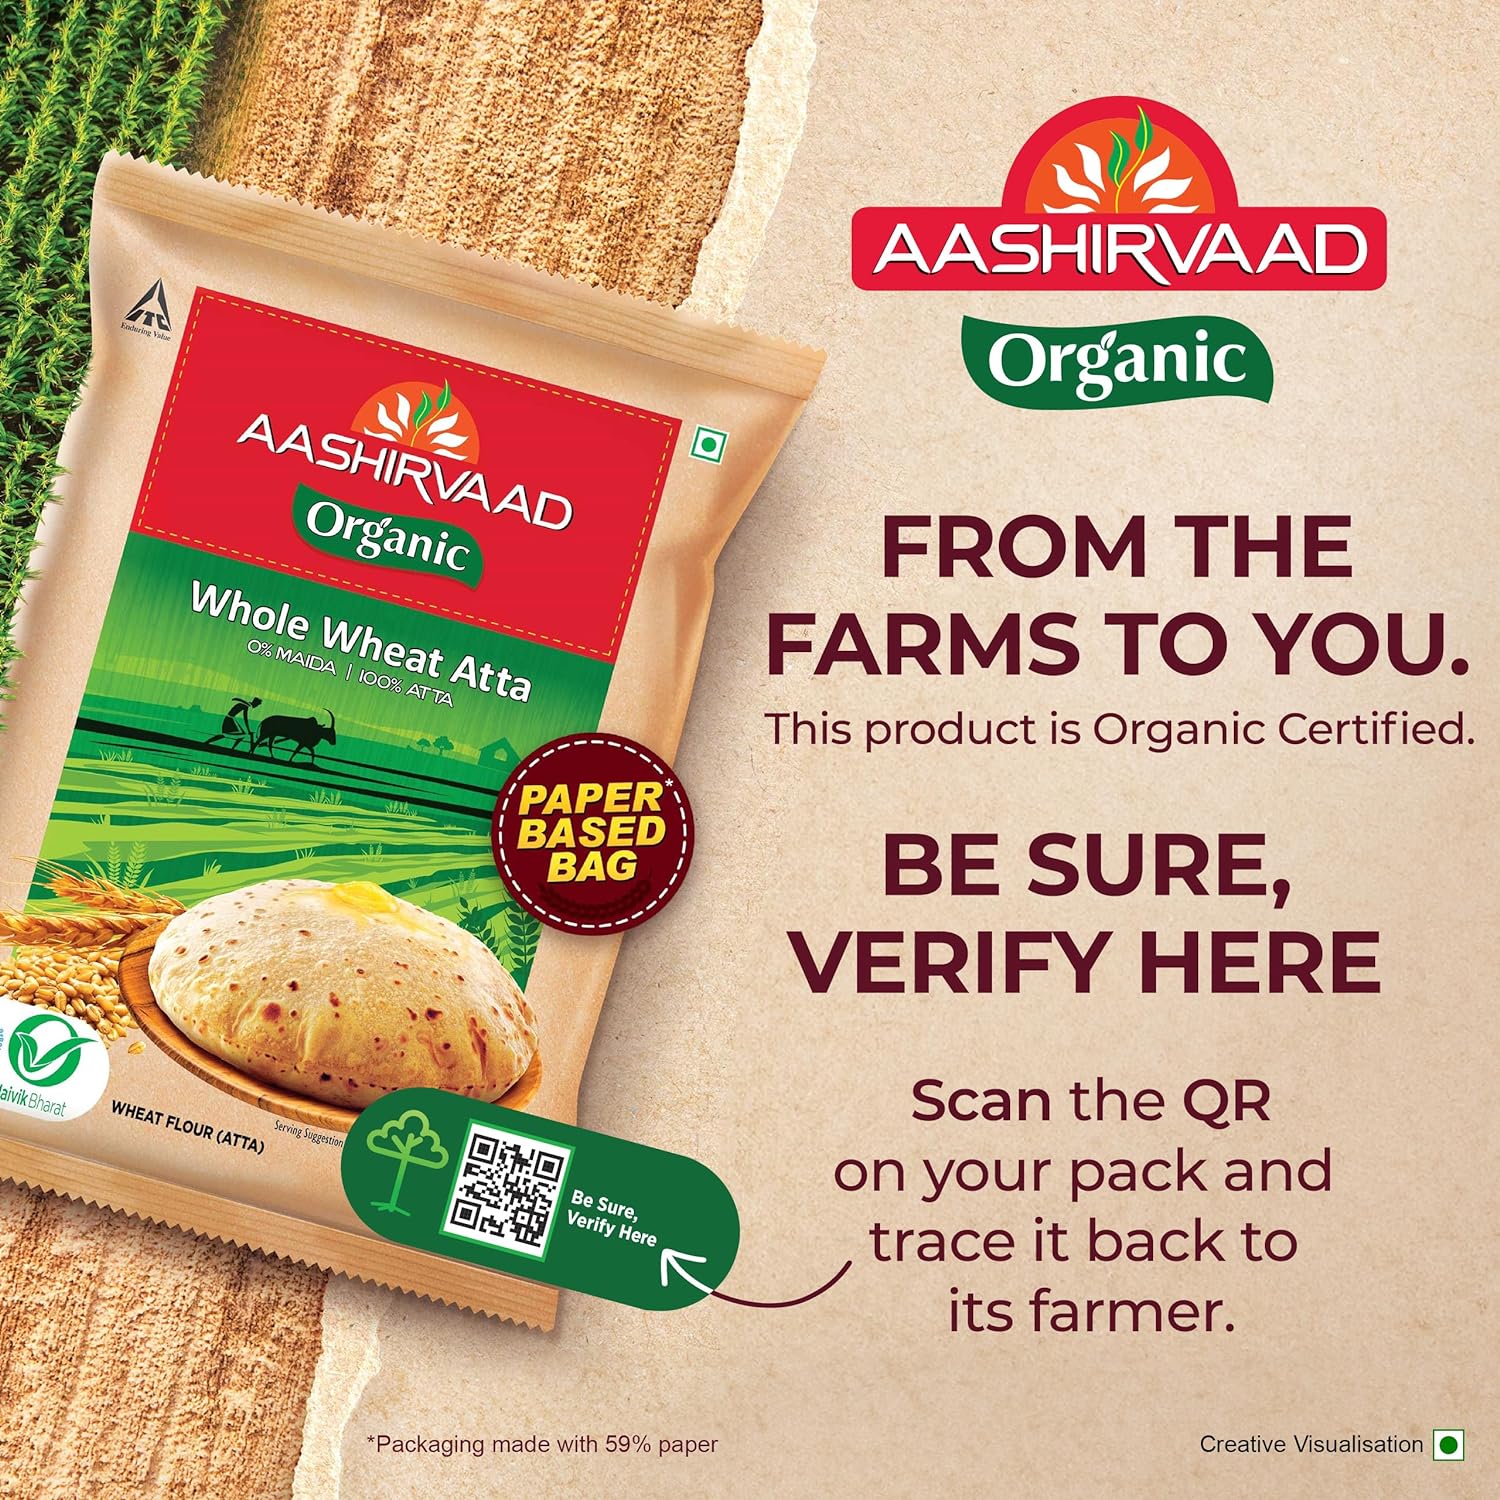 ITC
Enduring Value
AASHIRVAAD
Organic
Whole Wheat Atta
0% MAIDA | 100% ATTA
PAPER*
BASED
BAG
Bharat
WHEAT FLOUR (ATTA)
Serving Suggestion
Be Sure,
Verify Here
AASHIRVAAD
Organic
FROM THE
FARMS TO YOU.
This product is Organic Certified.
BE SURE,
VERIFY HERE
Scan the QR
on your pack and
trace it back to
its farmer.
*Packaging made with 59% paper
Creative Visualisation